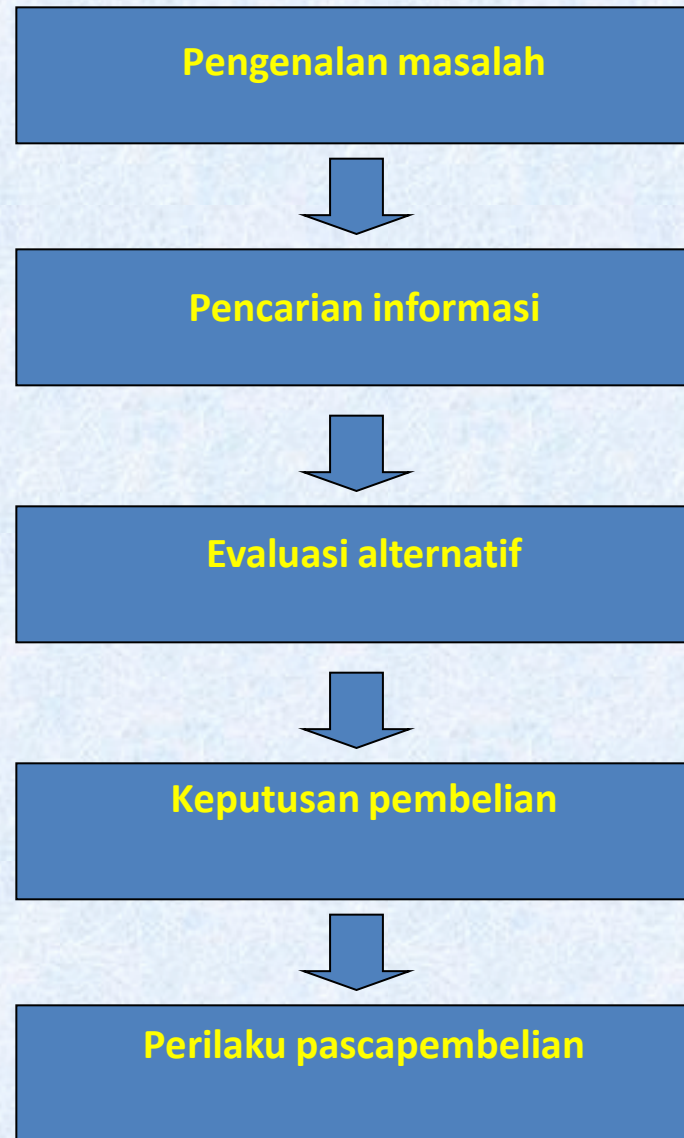 Pengenalan masalah
Pencarian informasi
Evaluasi alternatif
Keputusan pembelian
Perilaku pascapembelian